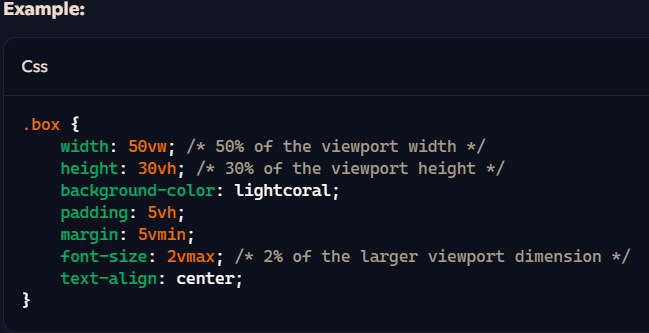 Example:
Css
.box {
width: 50vw; /* 50% of the viewport width */
height: 30vh; /* 30% of the viewport height */
background-color: lightcoral;
padding: 5vh;
margin: 5vmin;
font-size: 2vmax; /* 2% of the larger viewport dimension */
text-align: center;
}